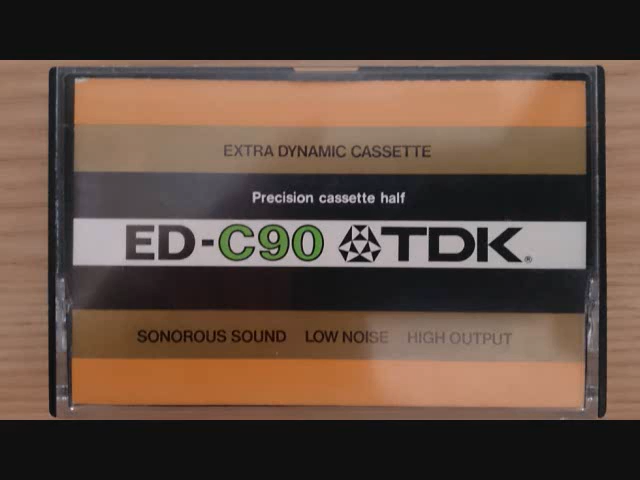 EXTRA DYNAMIC CASSETTE
Precision cassette half
ED-C90 TDK®
SONOROUS SOUND LOW NOISE HIGH OUTPUT